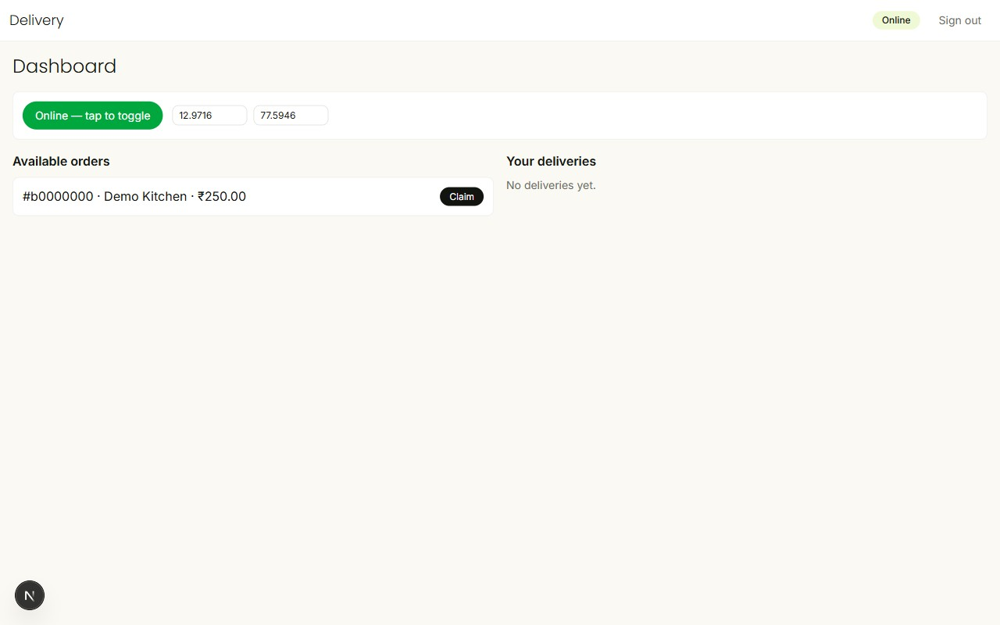 Delivery
Online
Sign out
Dashboard
Online — tap to toggle
12.9716
77.5946
Available orders
#b0000000 · Demo Kitchen · ₹250.00
Claim
Your deliveries
No deliveries yet.
N